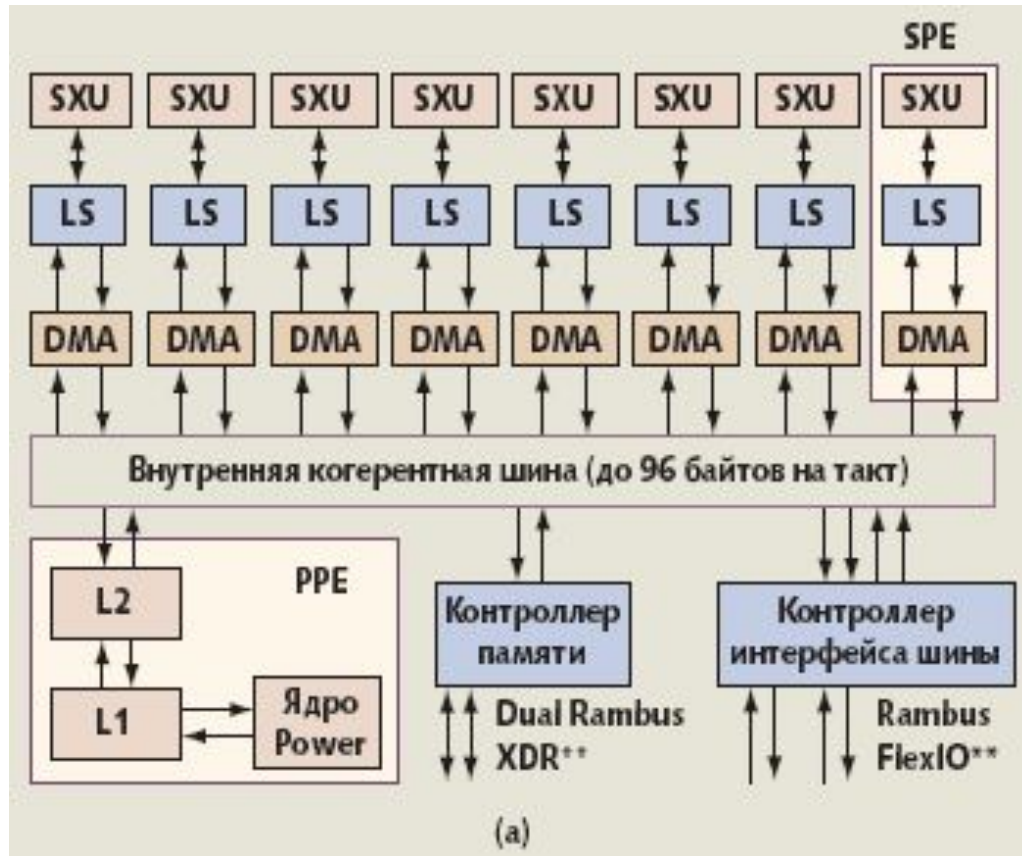 SPE
SXU SXU SXU SXU SXU SXU SXU SXU
LS LS LS LS LS LS LS LS
DMA DMA DMA DMA DMA DMA DMA DMA
Внутренняя когерентная шина (до 96 байтов на такт)
PPE
L2
L1
Ядро
Power
Контроллер
памяти
Dual Rambus
XDR**
Контроллер
интерфейса шины
Rambus
FlexIO**
(a)